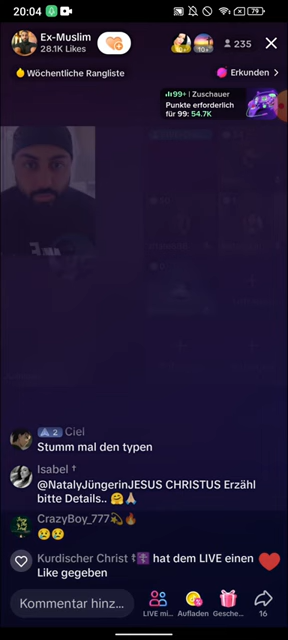 20:04
79
Ex-Muslim
28.1K Likes
10+
235
Wöchentliche Rangliste
Erkunden >
99+ | Zuschauer
Punkte erforderlich
für 99: 54.7K
2 Ciel
Stumm mal den typen
Isabel †
@NatalyJüngerinJESUS CHRISTUS Erzähl
bitte Details.. 🤗🙏🏻
CrazyBoy_777💫🔥
😢😢
Kurdischer Christ ✝️ hat dem LIVE einen
Like gegeben
Kommentar hinz...
LIVE mi...
Aufladen
Gesche...
16